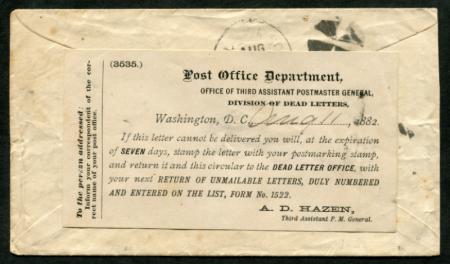 AUG
(3535.)
Post Office Department,
OFFICE OF THIRD ASSISTANT POSTMASTER GENERAL,
DIVISION OF DEAD LETTERS,
Washington, D. C., 1882.
If this letter cannot be delivered you will, at the expiration
of SEVEN days, stamp the letter with your postmarking stamp,
and return it and this circular to the DEAD LETTER OFFICE, with
your next RETURN OF UNMAILABLE LETTERS, DULY NUMBERED
AND ENTERED ON THE LIST, FORM No. 1522.
A. D. HAZEN,
Third Assistant P. M. General.
To the person addressed:
Inform your correspondent of the cor-
rect name of your post office.